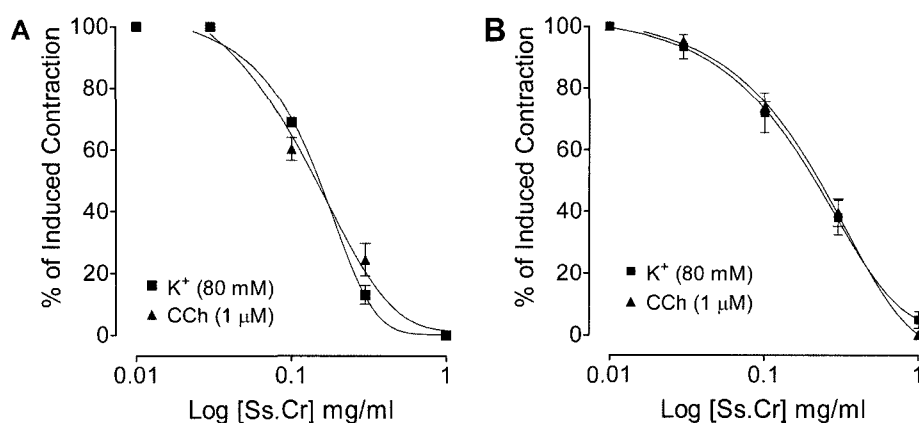 A
% of Induced Contraction
100
80
60
40
20
0
K⁺ (80 mM)
CCh (1 μM)
0.01
0.1
1
Log [Ss.Cr] mg/ml
B
% of Induced Contraction
100
80
60
40
20
0
K⁺ (80 mM)
CCh (1 μM)
0.01
0.1
1
Log [Ss.Cr] mg/ml